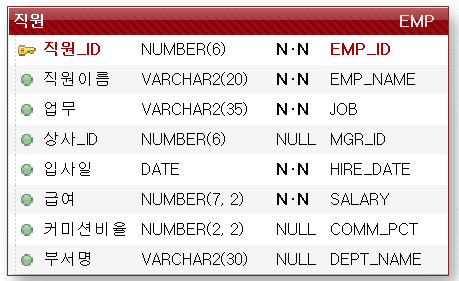 직원 EMP
직원_ID NUMBER(6) N·N EMP_ID
직원이름 VARCHAR2(20) N·N EMP_NAME
업무 VARCHAR2(35) N·N JOB
상사_ID NUMBER(6) NULL MGR_ID
입사일 DATE N·N HIRE_DATE
급여 NUMBER(7, 2) N·N SALARY
커미션비율 NUMBER(2, 2) NULL COMM_PCT
부서명 VARCHAR2(30) NULL DEPT_NAME